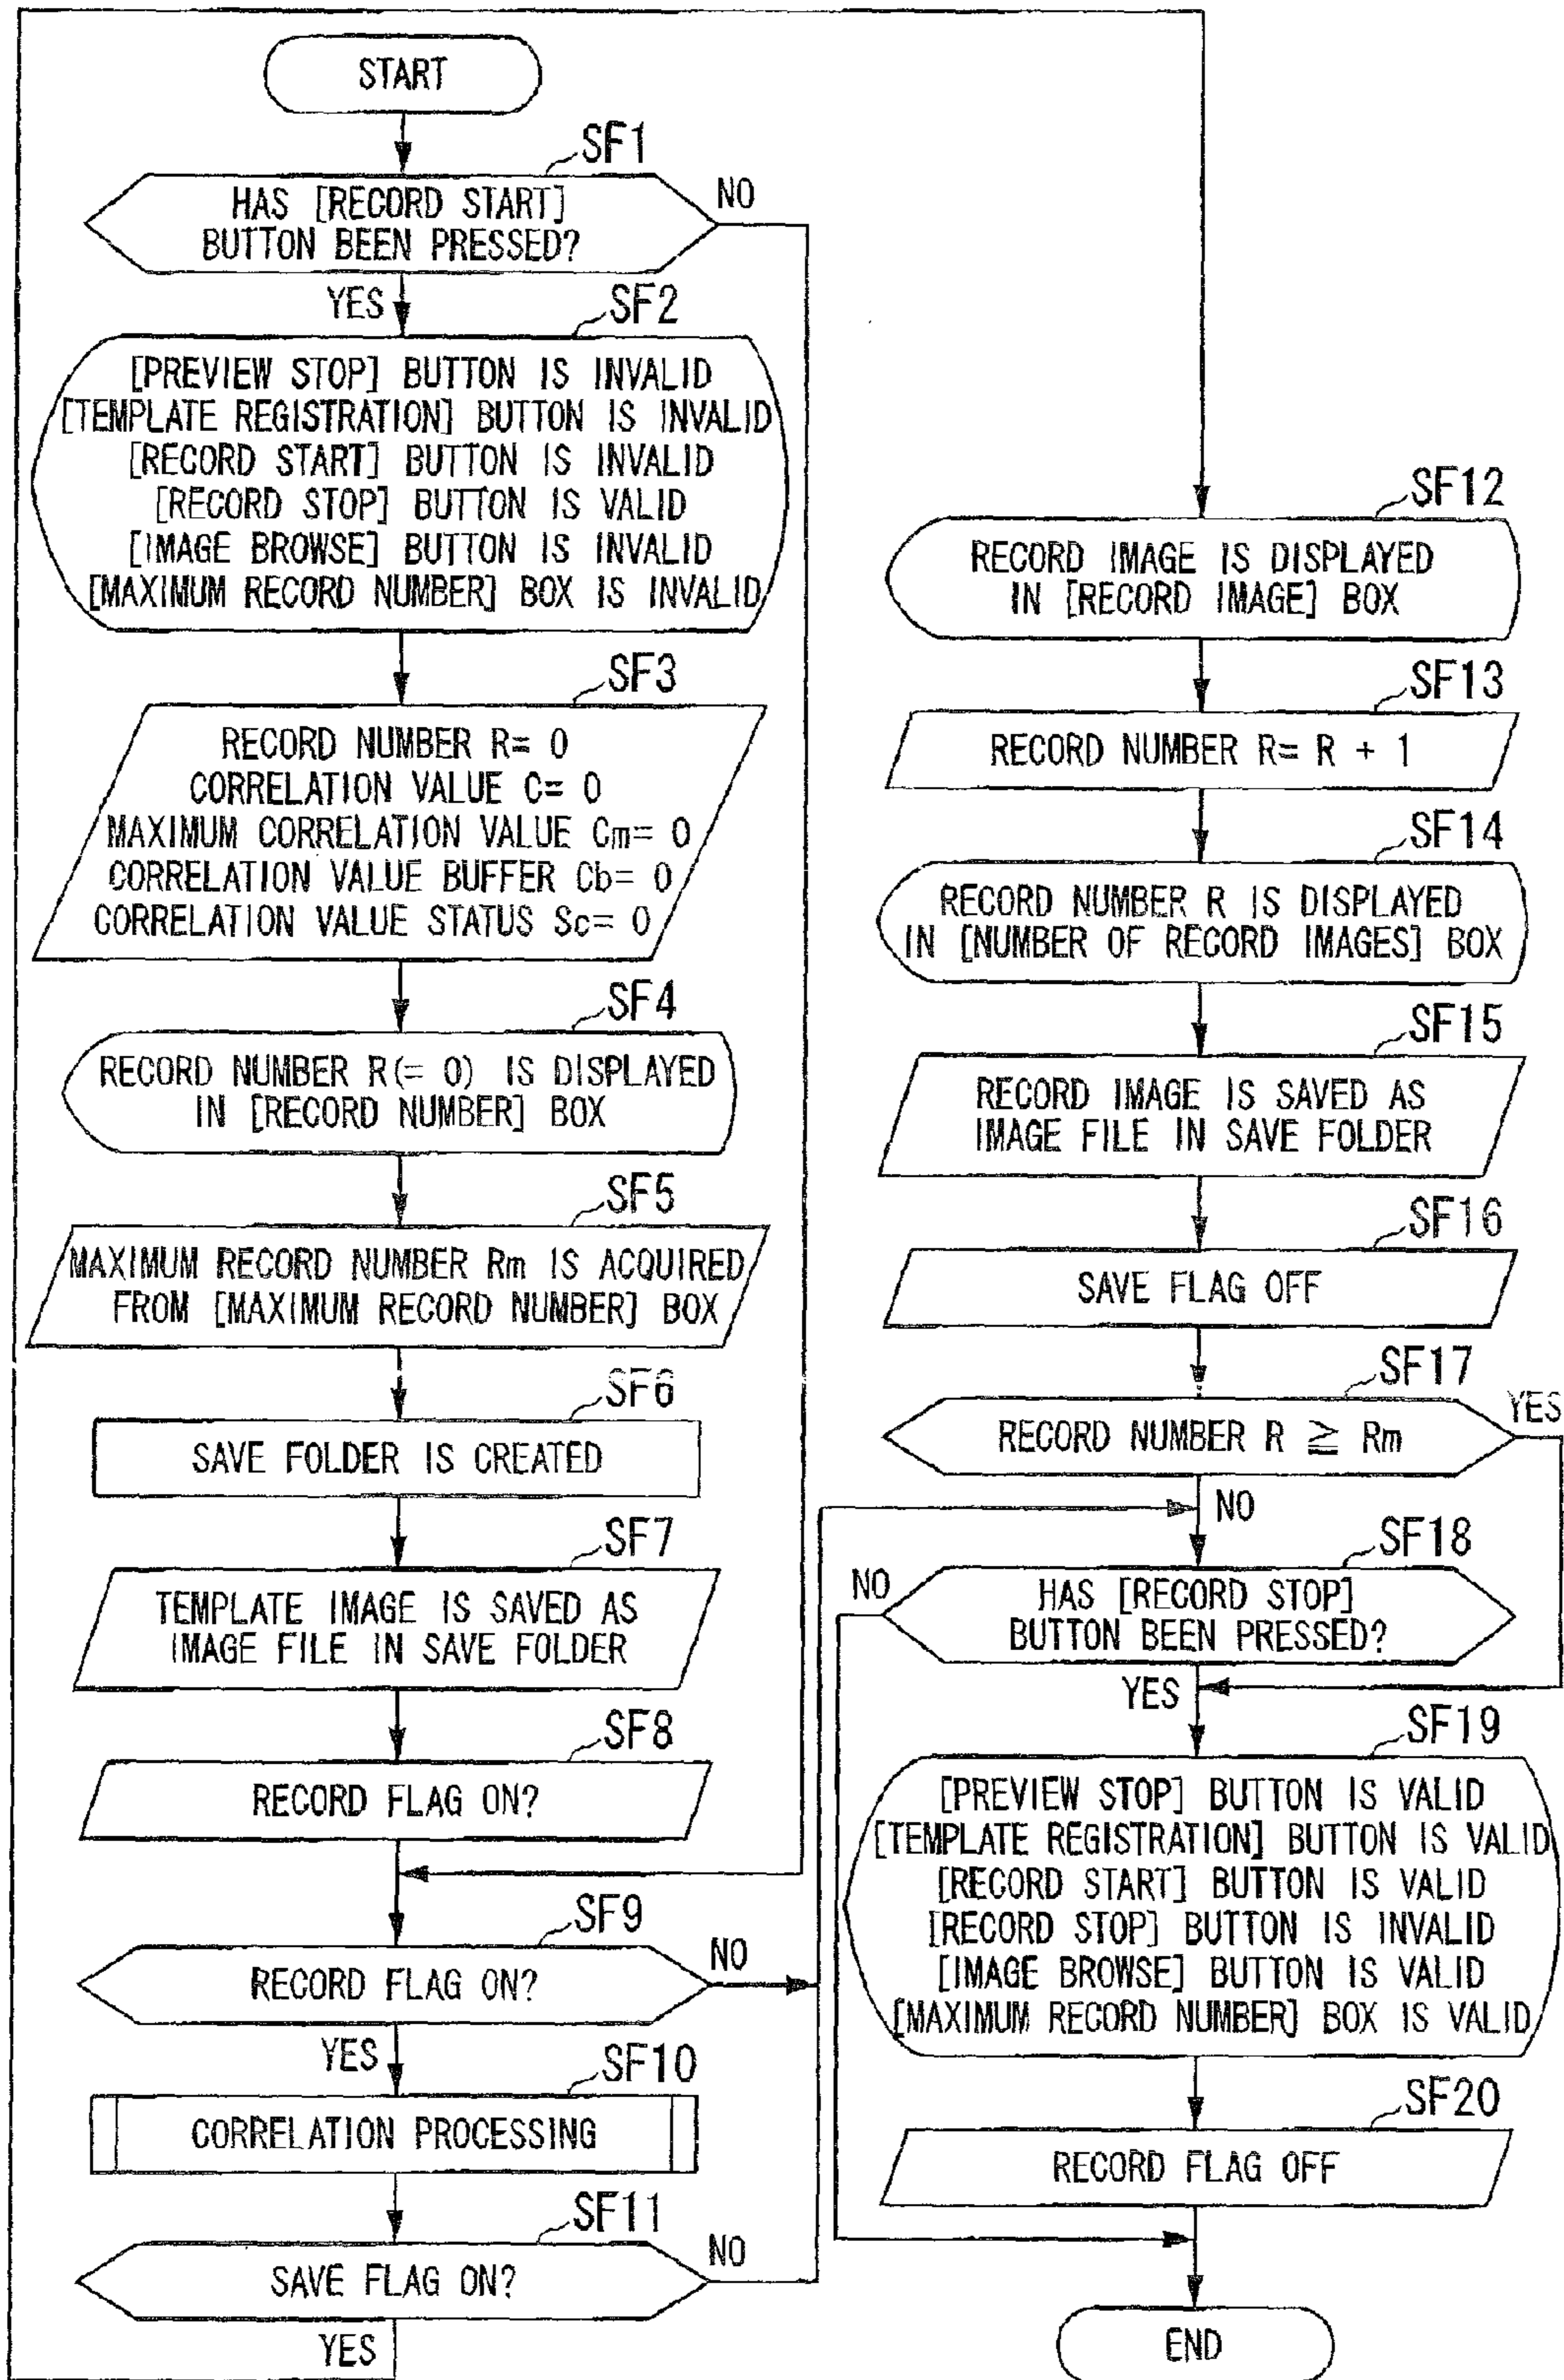 START
SF1
HAS [RECORD START]
BUTTON BEEN PRESSED?
NO
YES
SF2
[PREVIEW STOP] BUTTON IS INVALID
[TEMPLATE REGISTRATION] BUTTON IS INVALID
[RECORD START] BUTTON IS INVALID
[RECORD STOP] BUTTON IS VALID
[IMAGE BROWSE] BUTTON IS INVALID
[MAXIMUM RECORD NUMBER] BOX IS INVALID
SF3
RECORD NUMBER R= 0
CORRELATION VALUE C= 0
MAXIMUM CORRELATION VALUE Cm= 0
CORRELATION VALUE BUFFER Cb= 0
CORRELATION VALUE STATUS Sc= 0
SF4
RECORD NUMBER R(= 0) IS DISPLAYED
IN [RECORD NUMBER] BOX
SF5
MAXIMUM RECORD NUMBER Rm IS ACQUIRED
FROM [MAXIMUM RECORD NUMBER] BOX
SF6
SAVE FOLDER IS CREATED
SF7
TEMPLATE IMAGE IS SAVED AS
IMAGE FILE IN SAVE FOLDER
SF8
RECORD FLAG ON?
SF9
RECORD FLAG ON?
NO
YES
SF10
CORRELATION PROCESSING
SF11
SAVE FLAG ON?
NO
YES
SF12
RECORD IMAGE IS DISPLAYED
IN [RECORD IMAGE] BOX
SF13
RECORD NUMBER R= R + 1
SF14
RECORD NUMBER R IS DISPLAYED
IN [NUMBER OF RECORD IMAGES] BOX
SF15
RECORD IMAGE IS SAVED AS
IMAGE FILE IN SAVE FOLDER
SF16
SAVE FLAG OFF
SF17
RECORD NUMBER R ≧ Rm
YES
NO
SF18
HAS [RECORD STOP]
BUTTON BEEN PRESSED?
NO
YES
SF19
[PREVIEW STOP] BUTTON IS VALID
[TEMPLATE REGISTRATION] BUTTON IS VALID
[RECORD START] BUTTON IS VALID
[RECORD STOP] BUTTON IS INVALID
[IMAGE BROWSE] BUTTON IS VALID
[MAXIMUM RECORD NUMBER] BOX IS VALID
SF20
RECORD FLAG OFF
END